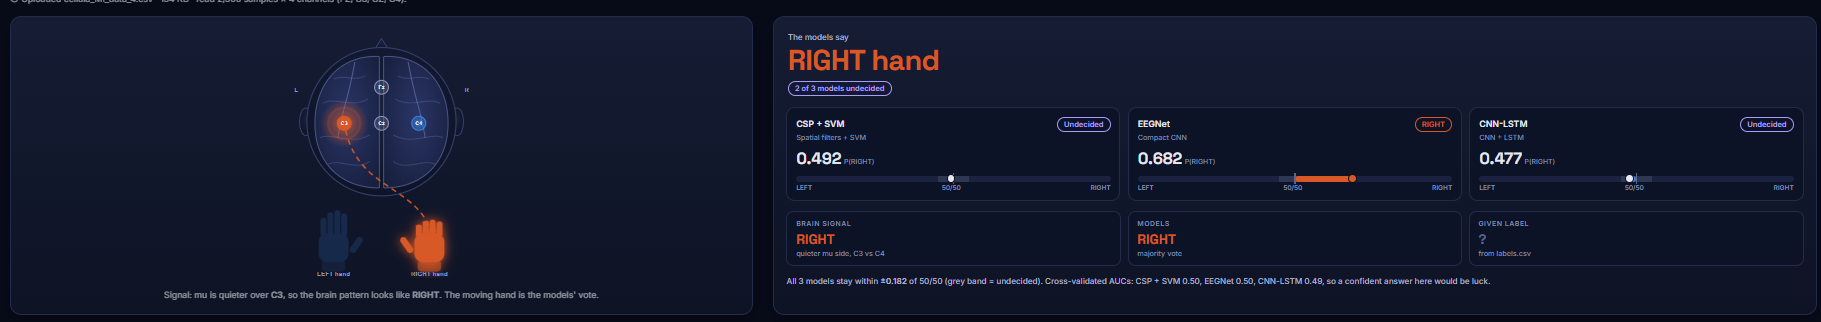 L
R
Fz
C3
Cz
C4
LEFT hand
RIGHT hand
Signal: mu is quieter over C3, so the brain pattern looks like RIGHT. The moving hand is the models' vote.
The models say
RIGHT hand
2 of 3 models undecided
CSP + SVM
Undecided
Spatial filters + SVM
0.492 P(RIGHT)
LEFT
50/50
RIGHT
EEGNet
RIGHT
Compact CNN
0.682 P(RIGHT)
LEFT
50/50
RIGHT
CNN-LSTM
Undecided
CNN + LSTM
0.477 P(RIGHT)
LEFT
50/50
RIGHT
BRAIN SIGNAL
RIGHT
quieter mu side, C3 vs C4
MODELS
RIGHT
majority vote
GIVEN LABEL
?
from labels.csv
All 3 models stay within ±0.182 of 50/50 (grey band = undecided). Cross-validated AUCs: CSP + SVM 0.50, EEGNet 0.50, CNN-LSTM 0.49, so a confident answer here would be luck.